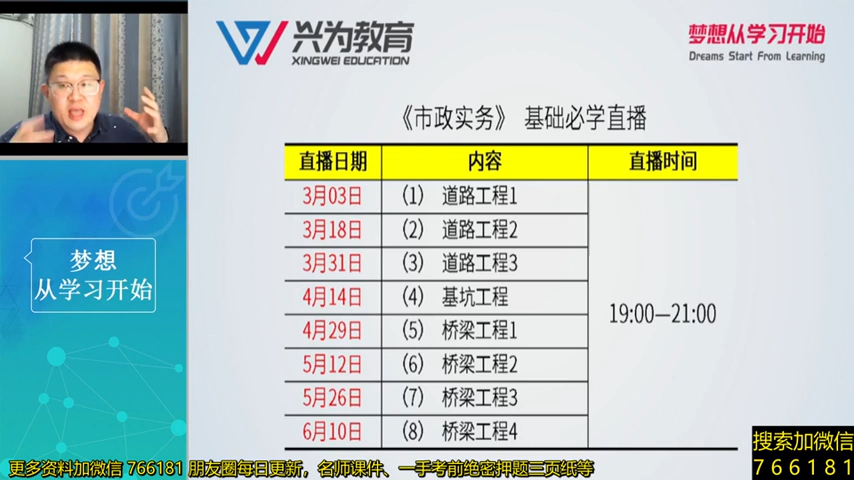 兴为教育
XINGWEI EDUCATION
梦想从学习开始
Dreams Start From Learning
《市政实务》 基础必学直播
直播日期 内容 直播时间
3月03日 （1） 道路工程1
3月18日 （2） 道路工程2
3月31日 （3） 道路工程3
4月14日 （4） 基坑工程
4月29日 （5） 桥梁工程1
5月12日 （6） 桥梁工程2
5月26日 （7） 桥梁工程3
6月10日 （8） 桥梁工程4
19:00—21:00
梦想
从学习开始
搜索加微信
766181
更多资料加微信 766181 朋友圈每日更新，名师课件、一手考前绝密押题三页纸等